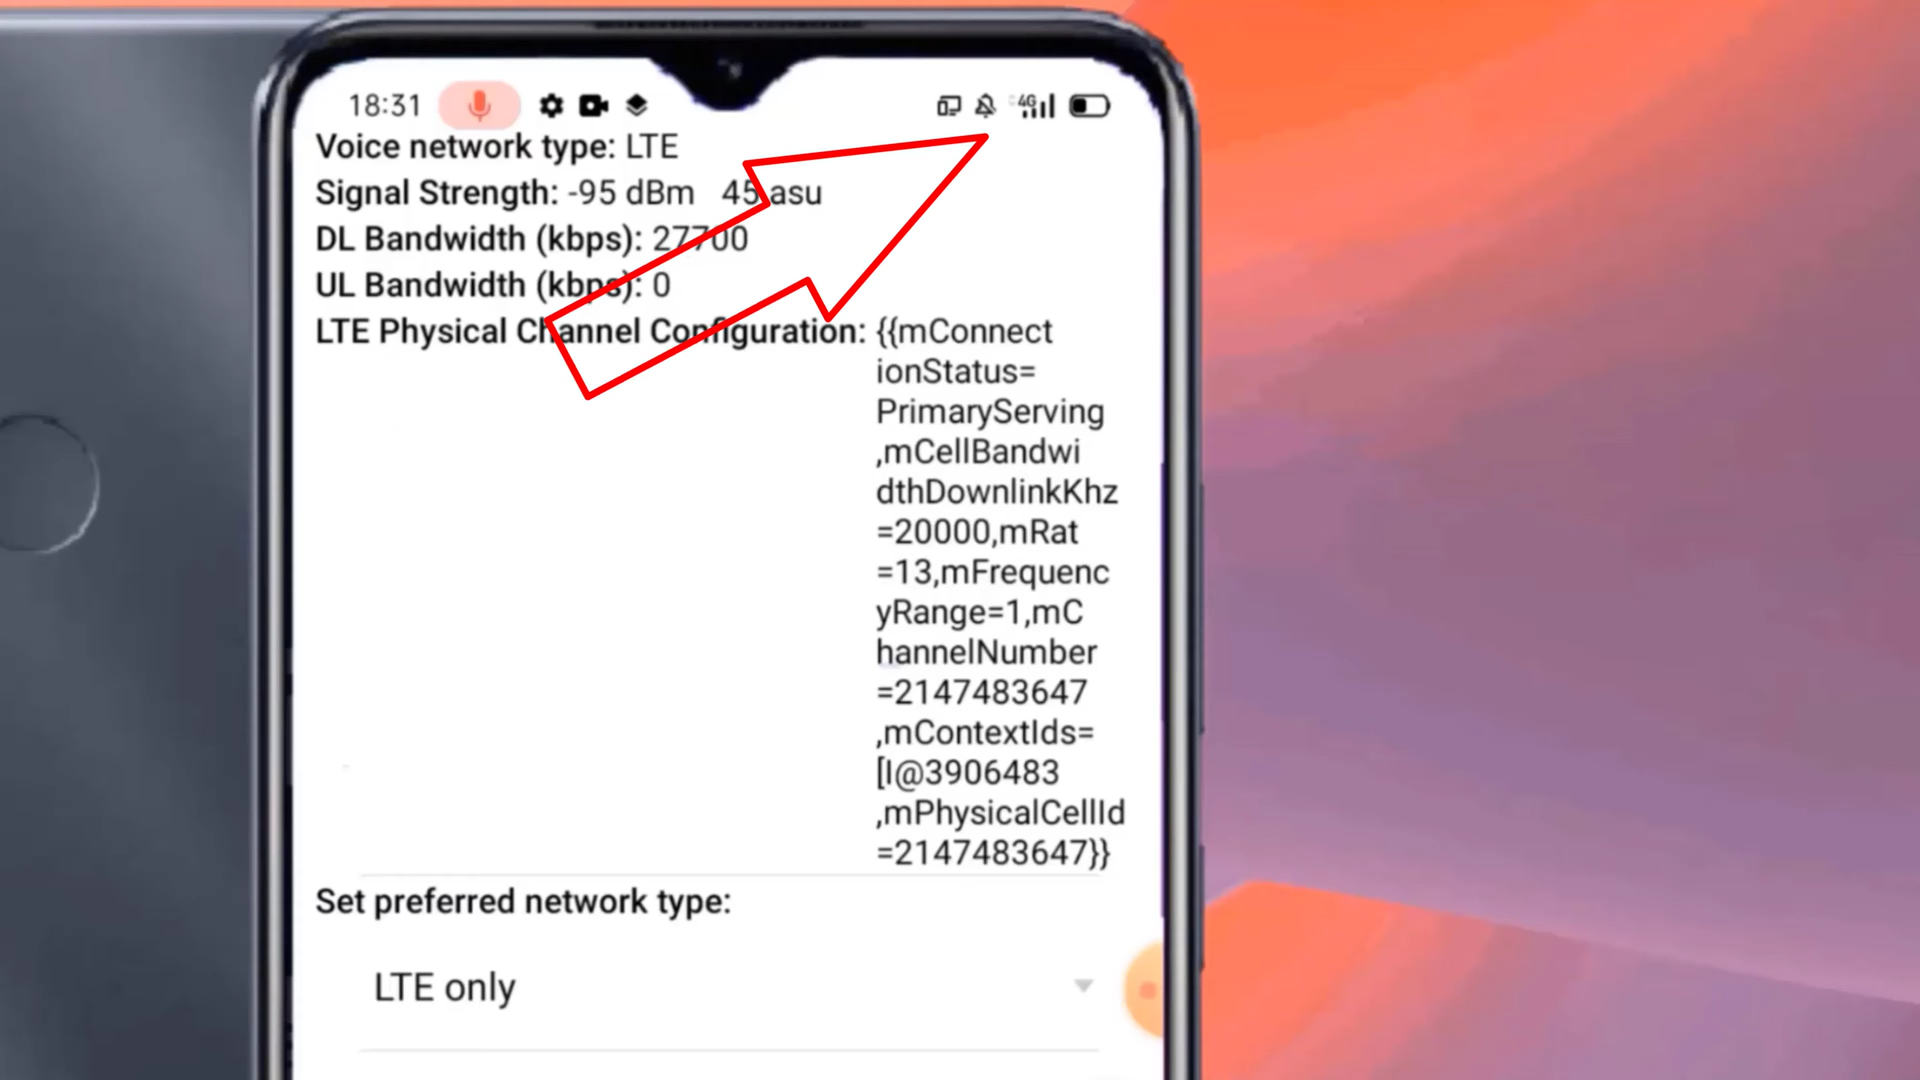 18:31 4G
Voice network type: LTE
Signal Strength: -95 dBm 45 asu
DL Bandwidth (kbps): 27700
UL Bandwidth (kbps): 0
LTE Physical Channel Configuration: {{mConnect
ionStatus=
PrimaryServing
,mCellBandwi
dthDownlinkKhz
=20000,mRat
=13,mFrequenc
yRange=1,mC
hannelNumber
=2147483647
,mContextIds=
[I@3906483
,mPhysicalCellId
=2147483647}}
Set preferred network type:
LTE only